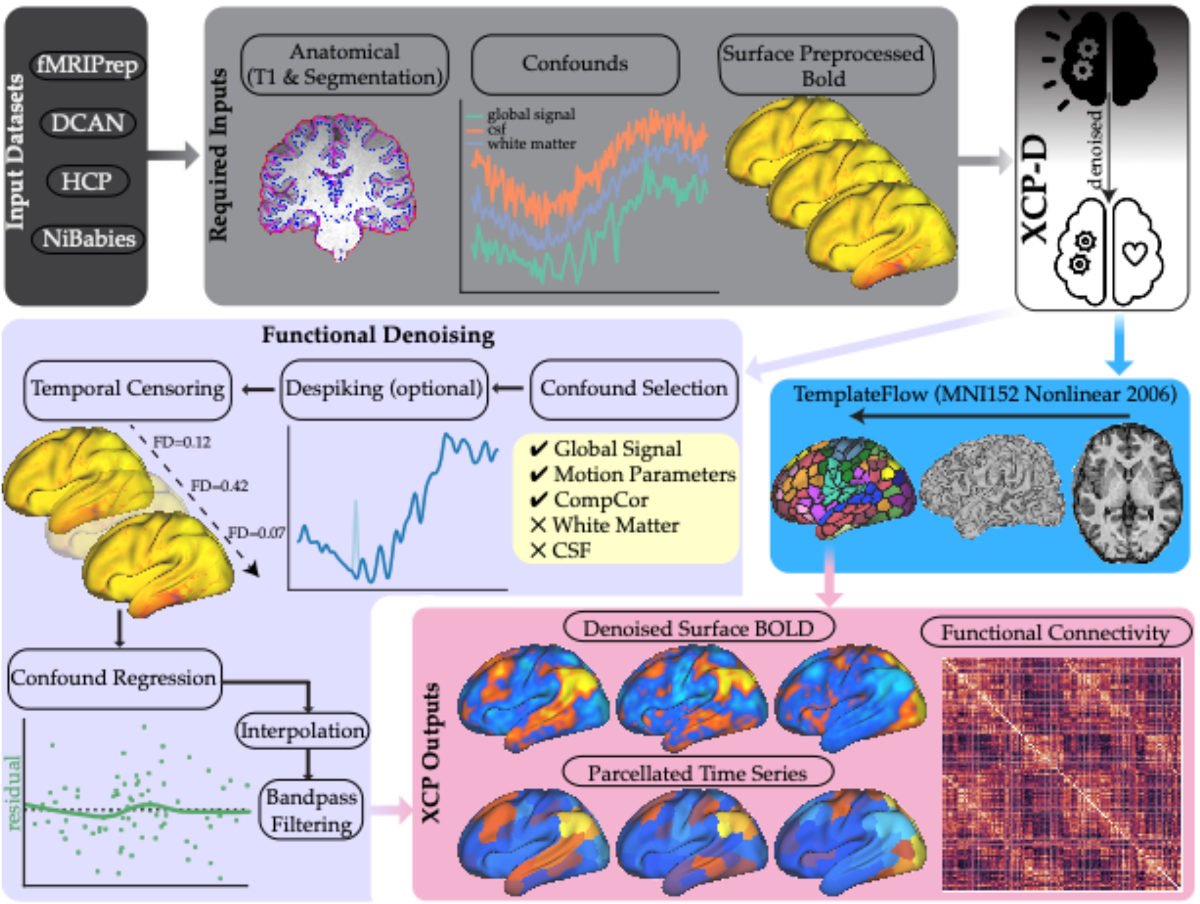 Input Datasets
fMRIPrep
DCAN
HCP
NiBabies
Required Inputs
Anatomical
(T1 & Segmentation)
Confounds
global signal
csf
white matter
Surface Preprocessed
Bold
XCP-D
denoised
Functional Denoising
Temporal Censoring
Despiking (optional)
Confound Selection
FD=0.12
FD=0.42
FD=0.07
✔ Global Signal
✔ Motion Parameters
✔ CompCor
✕ White Matter
✕ CSF
Confound Regression
residual
Interpolation
Bandpass
Filtering
TemplateFlow (MNI152 Nonlinear 2006)
XCP Outputs
Denoised Surface BOLD
Parcellated Time Series
Functional Connectivity